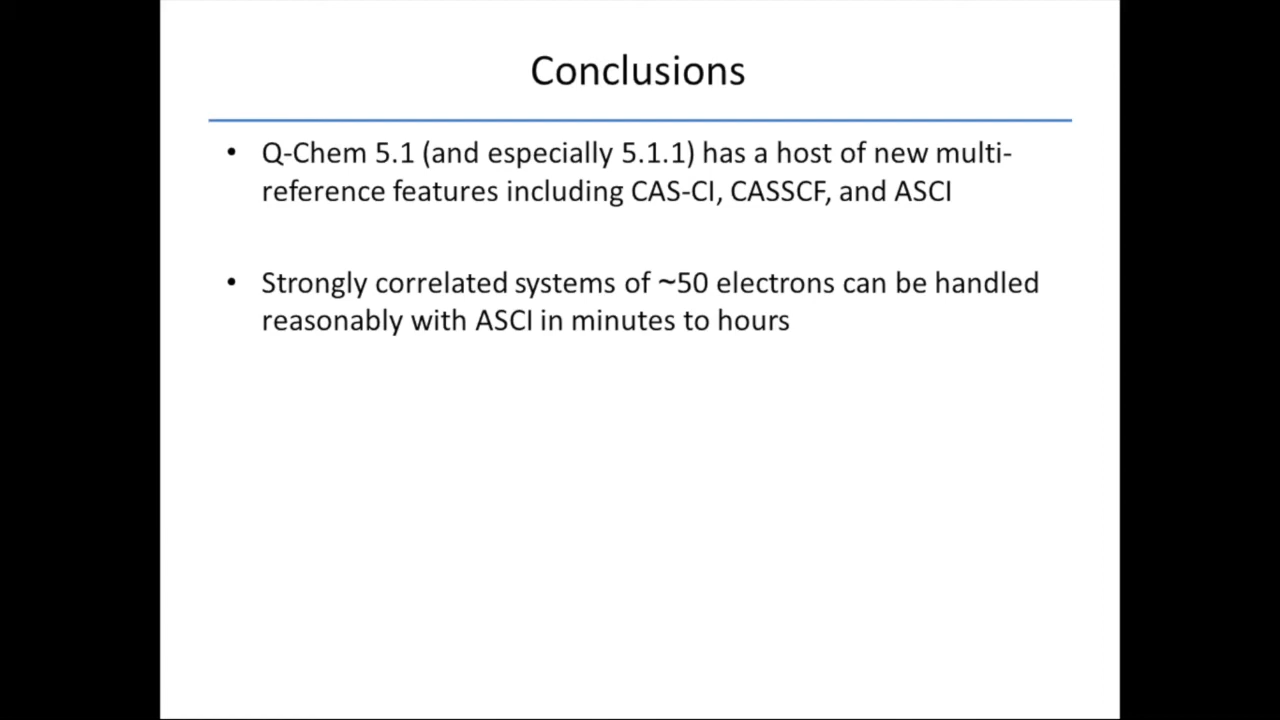 Conclusions
• Q-Chem 5.1 (and especially 5.1.1) has a host of new multi-
reference features including CAS-CI, CASSCF, and ASCI
• Strongly correlated systems of ~50 electrons can be handled
reasonably with ASCI in minutes to hours